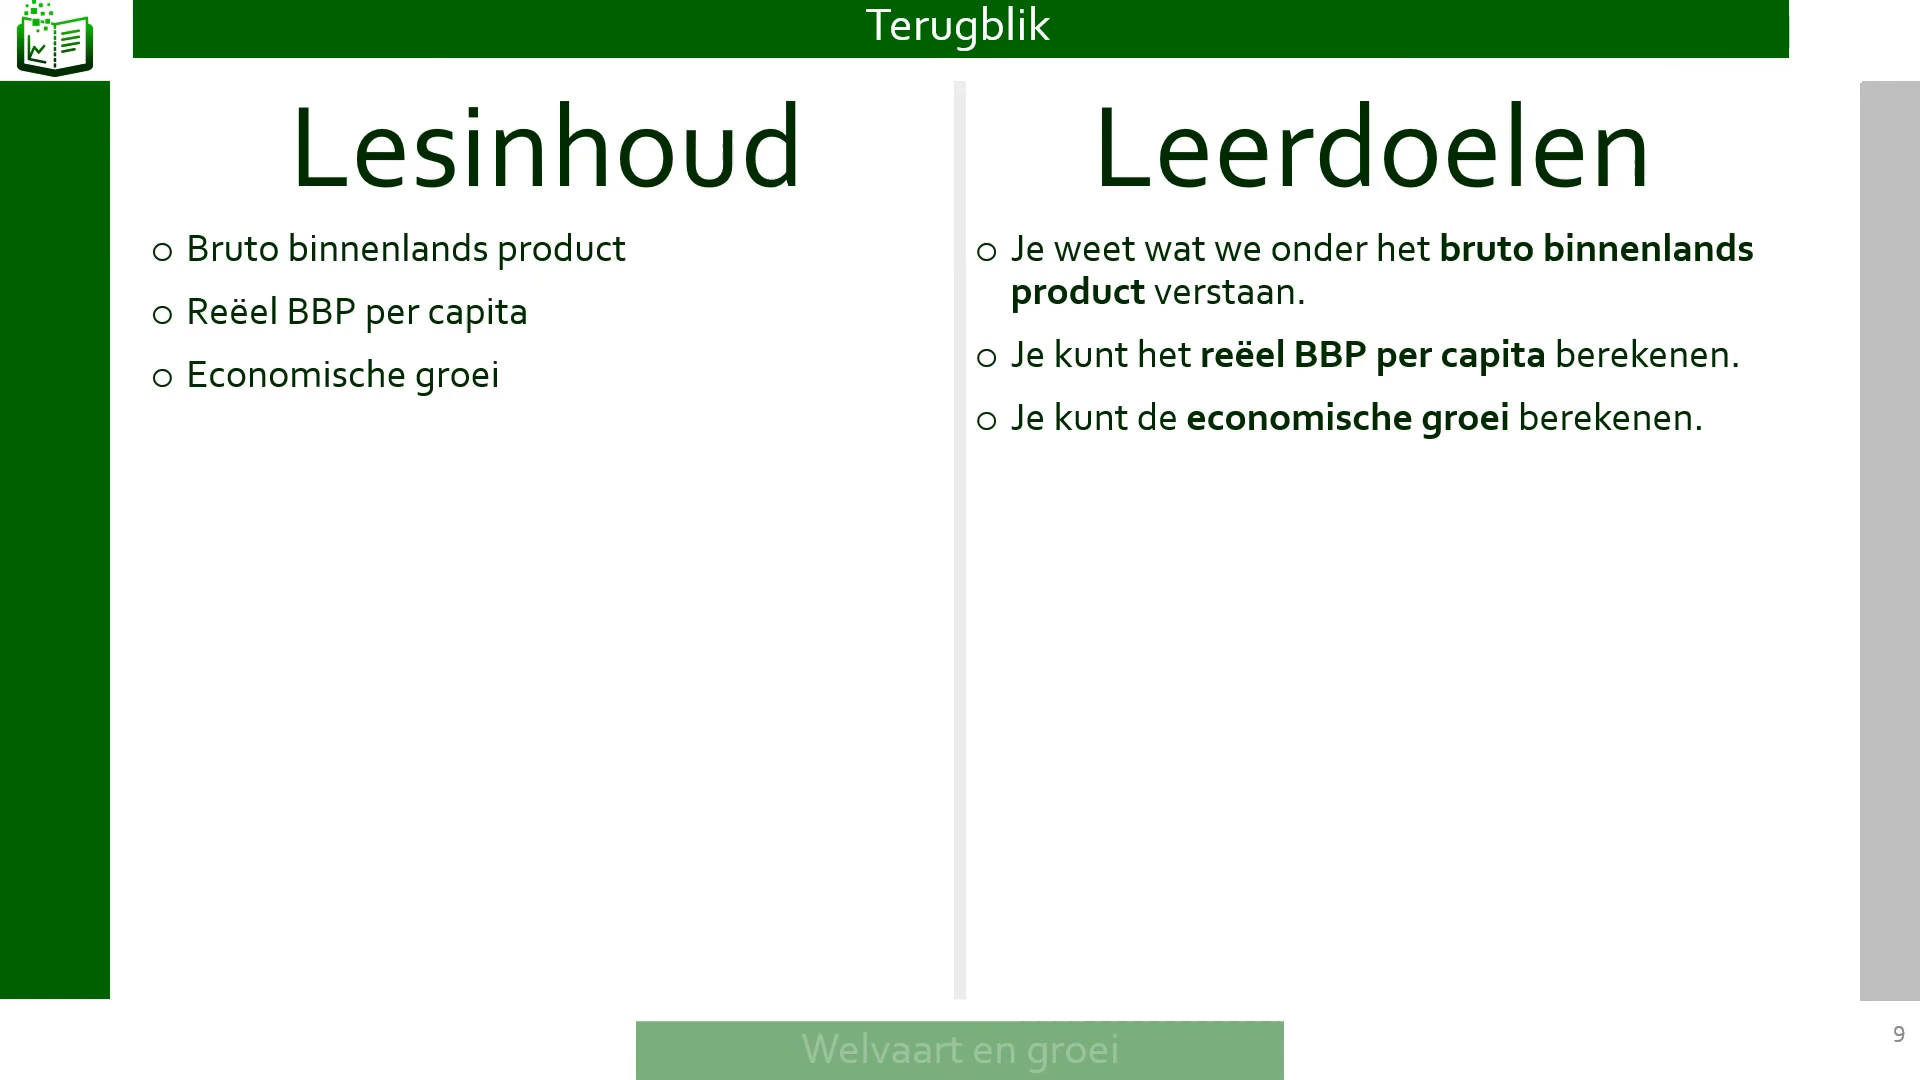 Terugblik
Lesinhoud
o Bruto binnenlands product
o Reëel BBP per capita
o Economische groei
Leerdoelen
o Je weet wat we onder het bruto binnenlands
product verstaan.
o Je kunt het reëel BBP per capita berekenen.
o Je kunt de economische groei berekenen.
Welvaart en groei
9